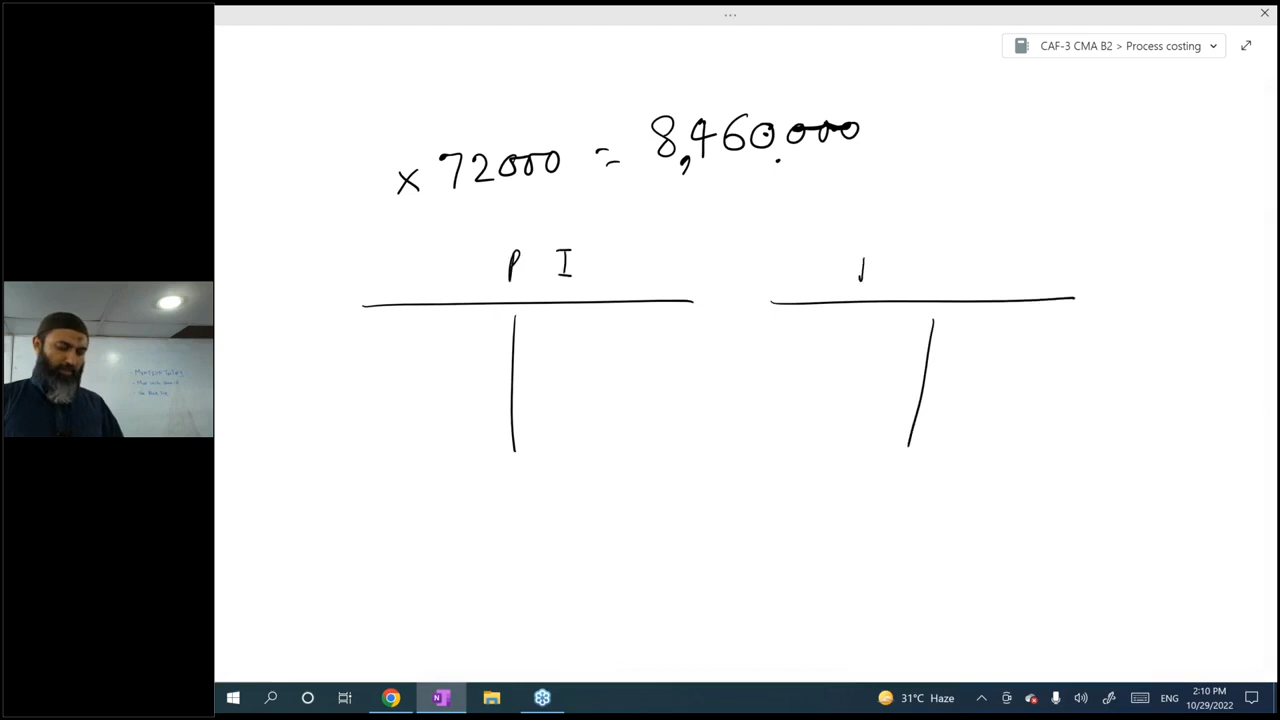 CAF-3 CMA B2 > Process costing
8,460.000
× 72000 =
P I
31°C Haze
ENG
2:10 PM
10/29/2022